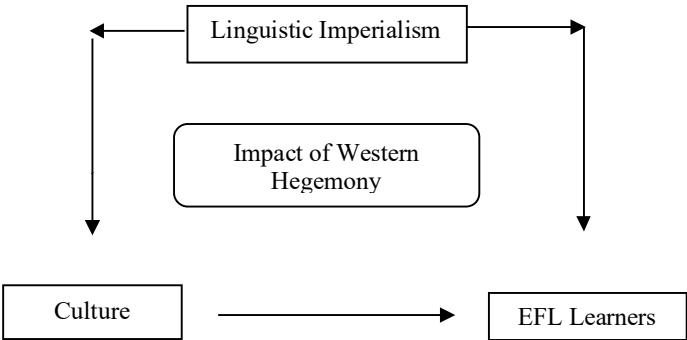 Linguistic Imperialism
Impact of Western
Hegemony
Culture
EFL Learners